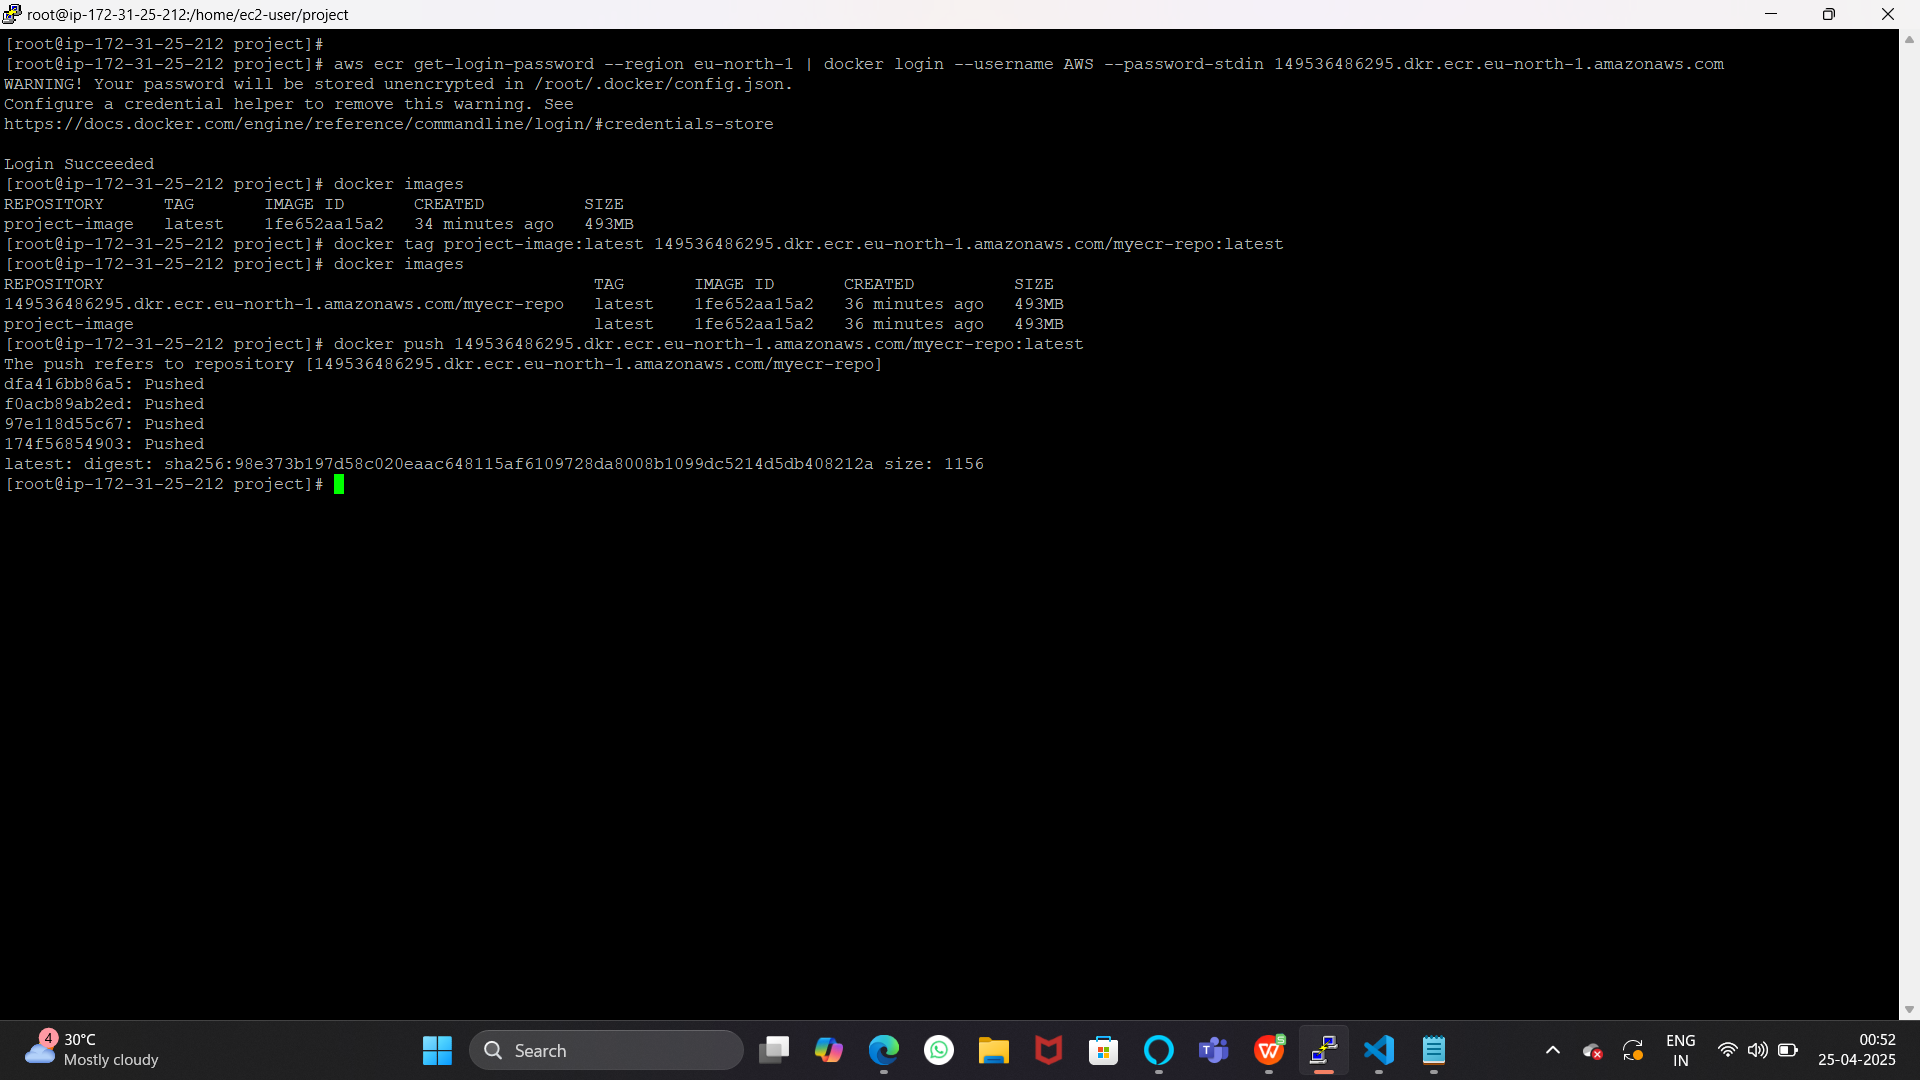 root@ip-172-31-25-212:/home/ec2-user/project
[root@ip-172-31-25-212 project]#
[root@ip-172-31-25-212 project]# aws ecr get-login-password --region eu-north-1 | docker login --username AWS --password-stdin 149536486295.dkr.ecr.eu-north-1.amazonaws.com
WARNING! Your password will be stored unencrypted in /root/.docker/config.json.
Configure a credential helper to remove this warning. See
https://docs.docker.com/engine/reference/commandline/login/#credentials-store
Login Succeeded
[root@ip-172-31-25-212 project]# docker images
REPOSITORY TAG IMAGE ID CREATED SIZE
project-image latest 1fe652aa15a2 34 minutes ago 493MB
[root@ip-172-31-25-212 project]# docker tag project-image:latest 149536486295.dkr.ecr.eu-north-1.amazonaws.com/myecr-repo:latest
[root@ip-172-31-25-212 project]# docker images
REPOSITORY TAG IMAGE ID CREATED SIZE
149536486295.dkr.ecr.eu-north-1.amazonaws.com/myecr-repo latest 1fe652aa15a2 36 minutes ago 493MB
project-image latest 1fe652aa15a2 36 minutes ago 493MB
[root@ip-172-31-25-212 project]# docker push 149536486295.dkr.ecr.eu-north-1.amazonaws.com/myecr-repo:latest
The push refers to repository [149536486295.dkr.ecr.eu-north-1.amazonaws.com/myecr-repo]
dfa416bb86a5: Pushed
f0acb89ab2ed: Pushed
97e118d55c67: Pushed
174f56854903: Pushed
latest: digest: sha256:98e373b197d58c020eaac648115af6109728da8008b1099dc5214d5db408212a size: 1156
[root@ip-172-31-25-212 project]#
4
30°C
Mostly cloudy
Search
ENG
IN
00:52
25-04-2025